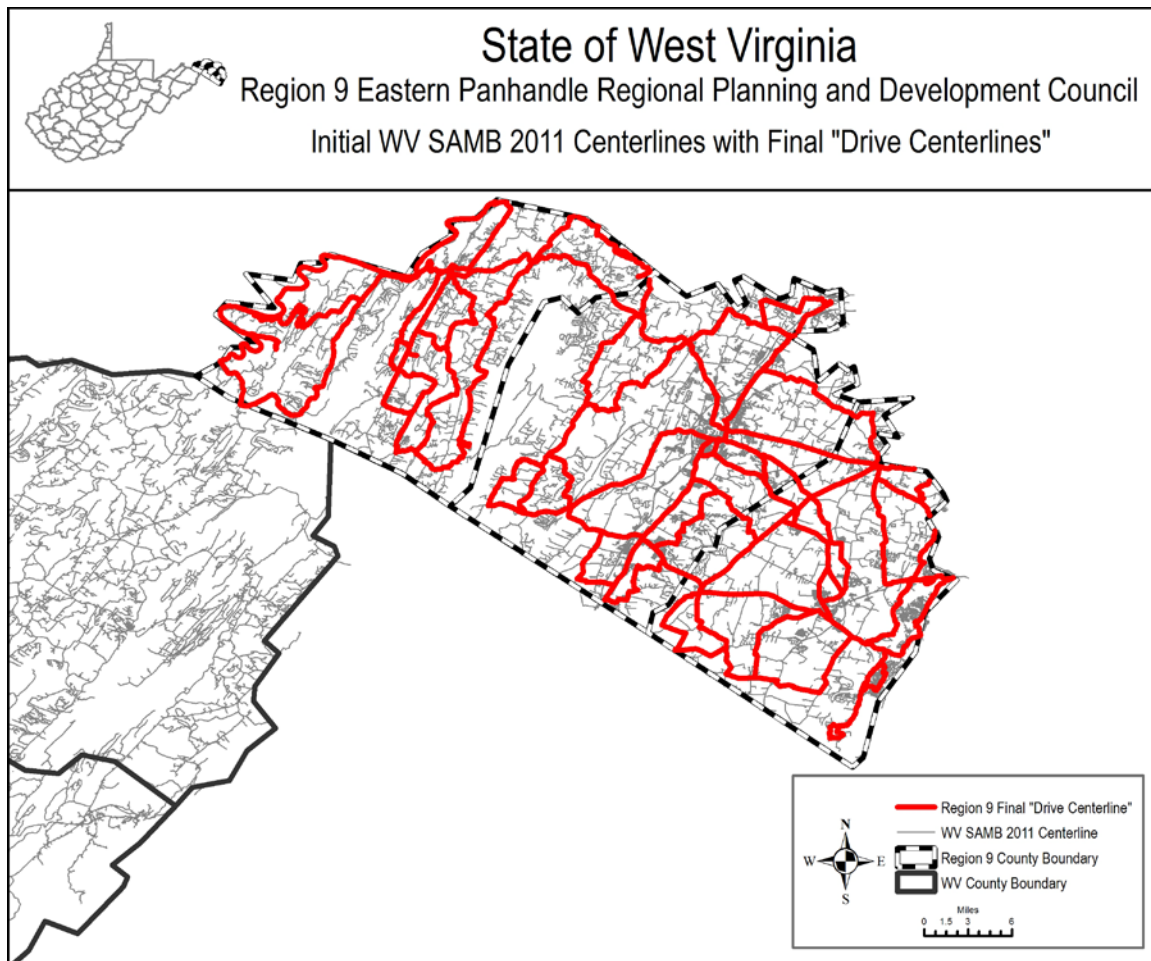 State of West Virginia
Region 9 Eastern Panhandle Regional Planning and Development Council
Initial WV SAMB 2011 Centerlines with Final "Drive Centerlines"
Region 9 Final "Drive Centerline"
WV SAMB 2011 Centerline
Region 9 County Boundary
WV County Boundary
N
W E
S
Miles
0 1.5 3 6